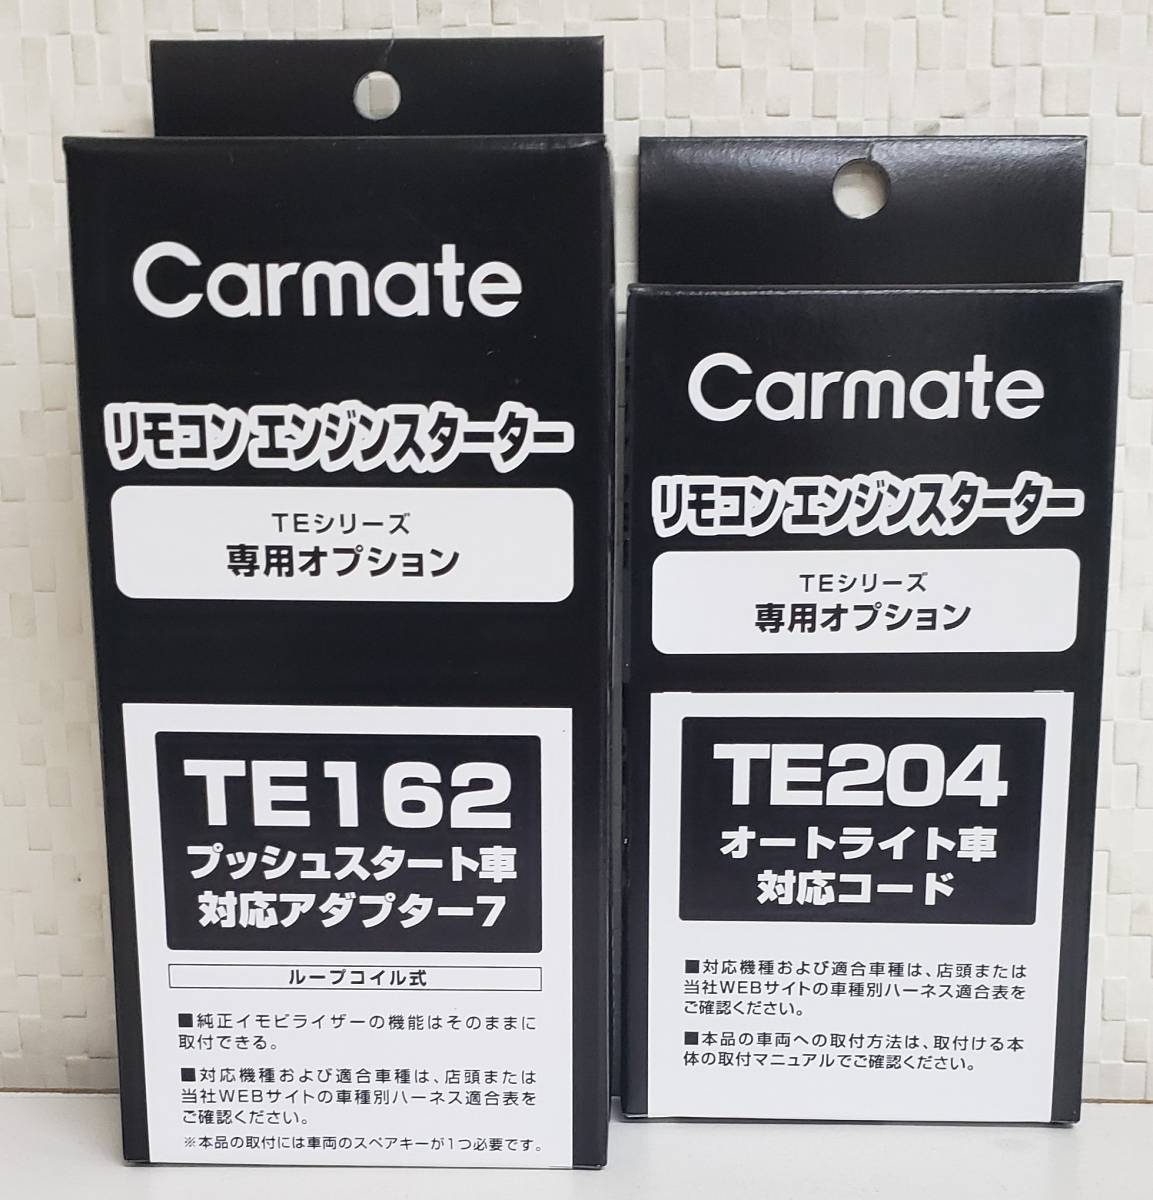 Carmate
リモコン エンジンスターター
TEシリーズ
専用オプション
TE162
プッシュスタート車
対応アダプター7
ループコイル式
■純正イモビライザーの機能はそのままに
取付できる。
■対応機種および適合車種は、店頭または
当社WEBサイトの車種別ハーネス適合表を
ご確認ください。
※本品の取付には車両のスペアキーが1つ必要です。
Carmate
リモコン エンジンスターター
TEシリーズ
専用オプション
TE204
オートライト車
対応コード
■対応機種および適合車種は、店頭または
当社WEBサイトの車種別ハーネス適合表を
ご確認ください。
■本品の車両への取付方法は、取付ける本
体の取付マニュアルでご確認ください。